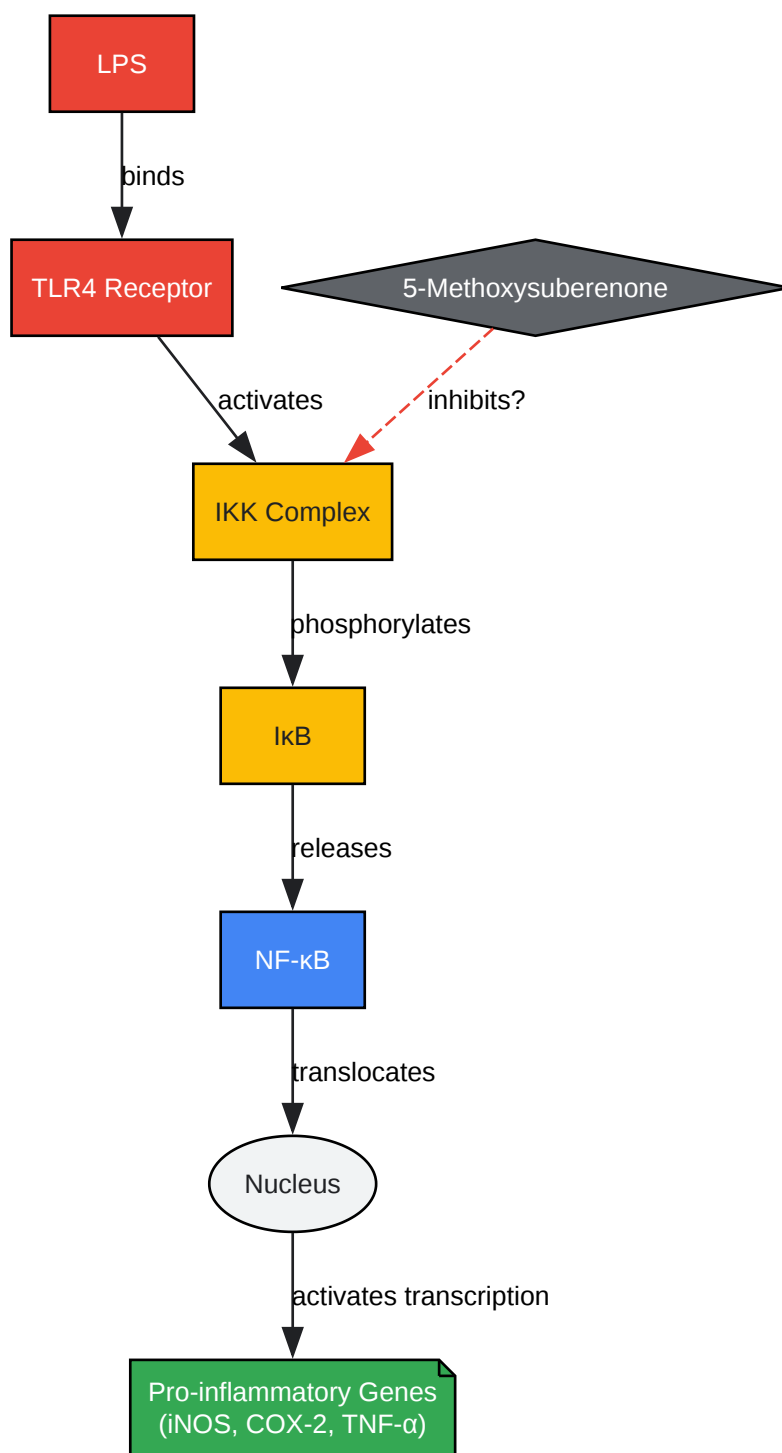 LPS
binds
TLR4 Receptor
5-Methoxysuberenone
activates
inhibits?
IKK Complex
phosphorylates
IκB
releases
NF-κB
translocates
Nucleus
activates transcription
Pro-inflammatory Genes
(iNOS, COX-2, TNF-α)